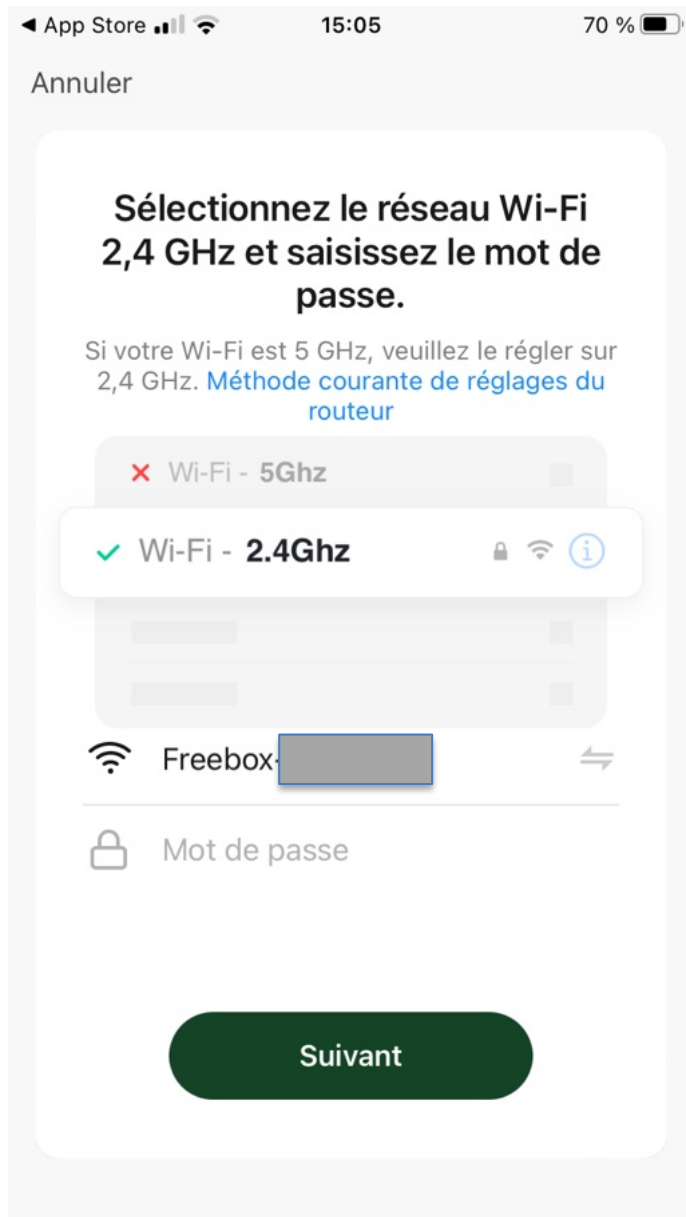 ◀ App Store 15:05 70 %
Annuler
Sélectionnez le réseau Wi-Fi
2,4 GHz et saisissez le mot de
passe.
Si votre Wi-Fi est 5 GHz, veuillez le régler sur
2,4 GHz. Méthode courante de réglages du
routeur
Wi-Fi - 5Ghz
Wi-Fi - 2.4Ghz
Freebox-
Mot de passe
Suivant